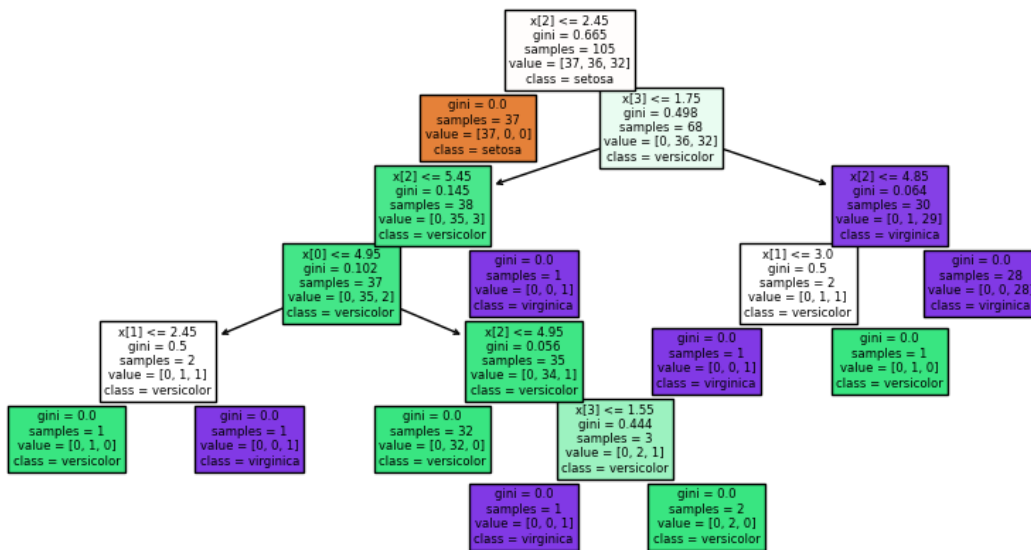 x[2] <= 2.45
gini = 0.665
samples = 105
value = [37, 36, 32]
class = setosa
gini = 0.0
samples = 37
value = [37, 0, 0]
class = setosa
x[3] <= 1.75
gini = 0.498
samples = 68
value = [0, 36, 32]
class = versicolor
x[2] <= 5.45
gini = 0.145
samples = 38
value = [0, 35, 3]
class = versicolor
x[2] <= 4.85
gini = 0.064
samples = 30
value = [0, 1, 29]
class = virginica
x[0] <= 4.95
gini = 0.102
samples = 37
value = [0, 35, 2]
class = versicolor
gini = 0.0
samples = 1
value = [0, 0, 1]
class = virginica
x[1] <= 3.0
gini = 0.5
samples = 2
value = [0, 1, 1]
class = versicolor
gini = 0.0
samples = 28
value = [0, 0, 28]
class = virginica
x[1] <= 2.45
gini = 0.5
samples = 2
value = [0, 1, 1]
class = versicolor
x[2] <= 4.95
gini = 0.056
samples = 35
value = [0, 34, 1]
class = versicolor
gini = 0.0
samples = 1
value = [0, 0, 1]
class = virginica
gini = 0.0
samples = 1
value = [0, 1, 0]
class = versicolor
gini = 0.0
samples = 1
value = [0, 1, 0]
class = versicolor
gini = 0.0
samples = 1
value = [0, 0, 1]
class = virginica
gini = 0.0
samples = 32
value = [0, 32, 0]
class = versicolor
x[3] <= 1.55
gini = 0.444
samples = 3
value = [0, 2, 1]
class = versicolor
gini = 0.0
samples = 1
value = [0, 0, 1]
class = virginica
gini = 0.0
samples = 2
value = [0, 2, 0]
class = versicolor